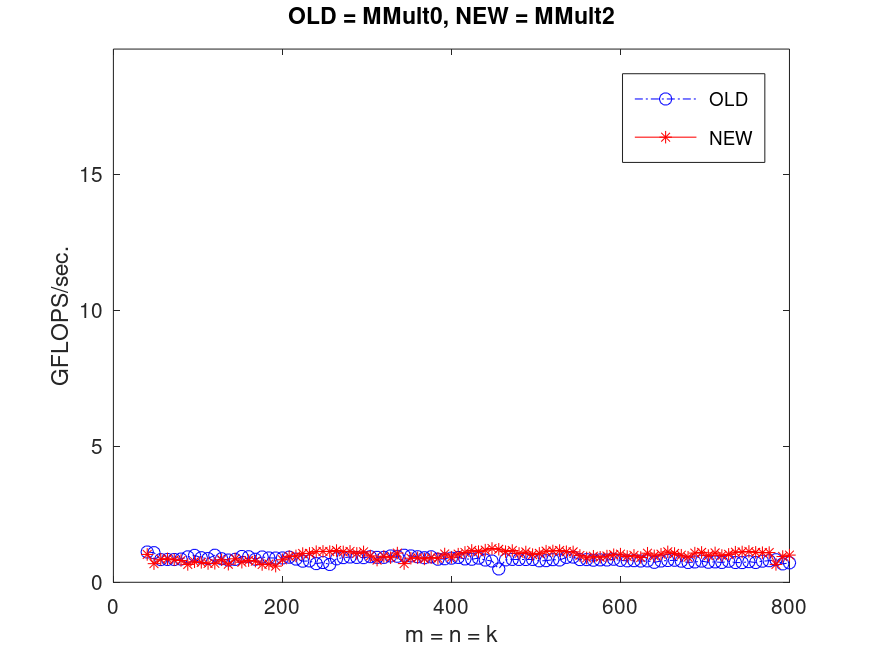 OLD = MMult0, NEW = MMult2
OLD
NEW
15
10
5
0
GFLOPS/sec.
0 200 400 600 800
m = n = k